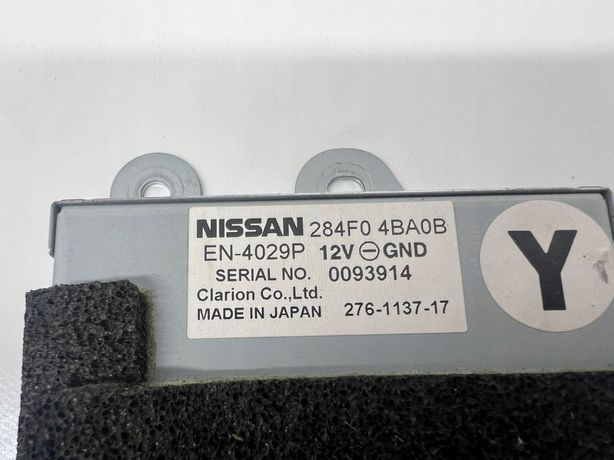 NISSAN 284F0 4BA0B
EN-4029P 12V ⊖ GND
SERIAL NO. 0093914
Clarion Co.,Ltd.
MADE IN JAPAN 276-1137-17
Y